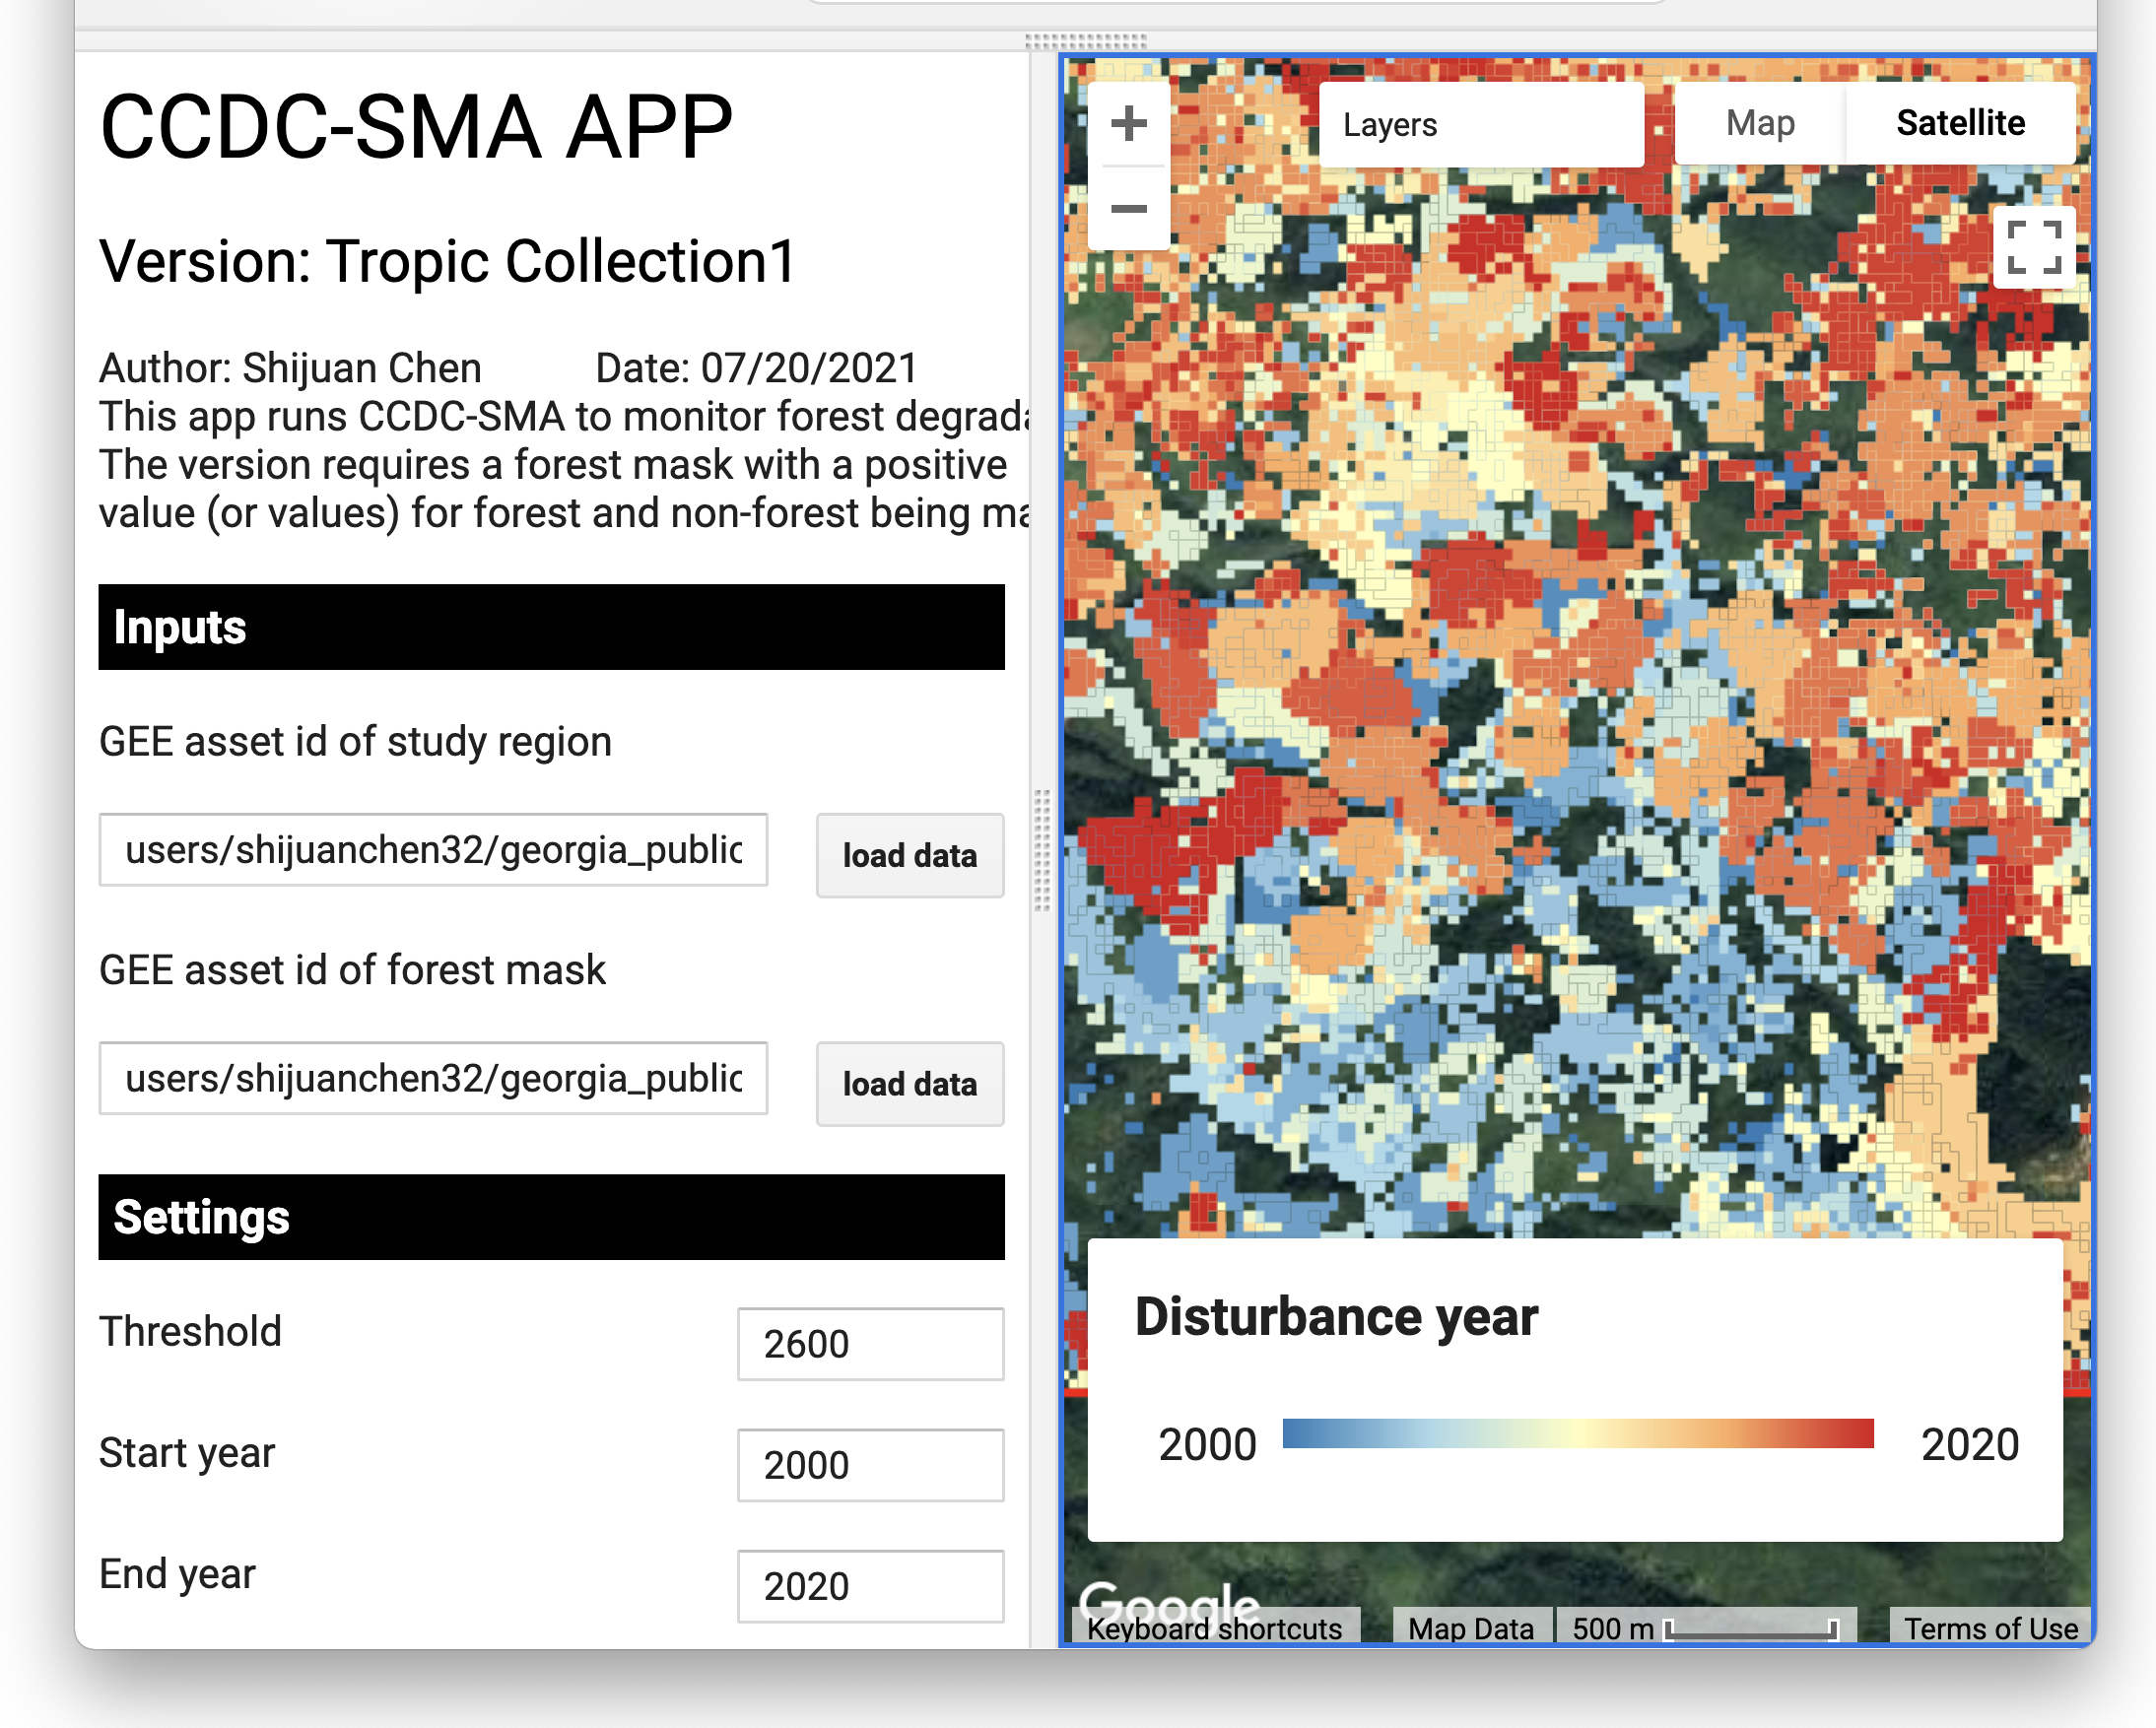 CCDC-SMA APP
Version: Tropic Collection1
Author: Shijuan Chen Date: 07/20/2021
This app runs CCDC-SMA to monitor forest
The version requires a forest mask with a positive
value (or values) for forest and non-forest being
Inputs
GEE asset id of study region
users/shijuanchen32/georgia_public
load data
GEE asset id of forest mask
users/shijuanchen32/georgia_public
load data
Settings
Threshold
2600
Start year
2000
End year
2020
+
Layers
Map
Satellite
−
Disturbance year
2000
2020
Google
Keyboard shortcuts
Map Data
500 m
Terms of Use